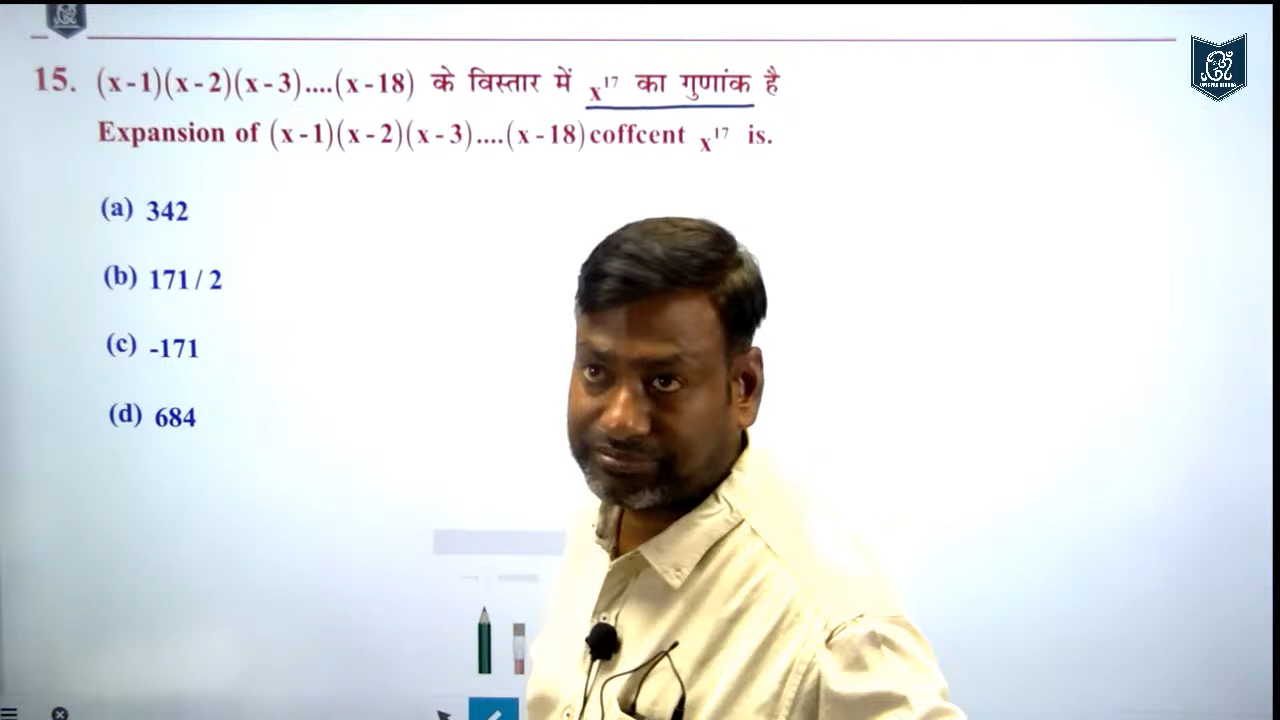 15. (x-1)(x-2)(x-3)....(x-18) के विस्तार में x¹⁷ का गुणांक है
Expansion of (x-1)(x-2)(x-3)....(x-18) coffcent x¹⁷ is.
(a) 342
(b) 171/2
(c) -171
(d) 684